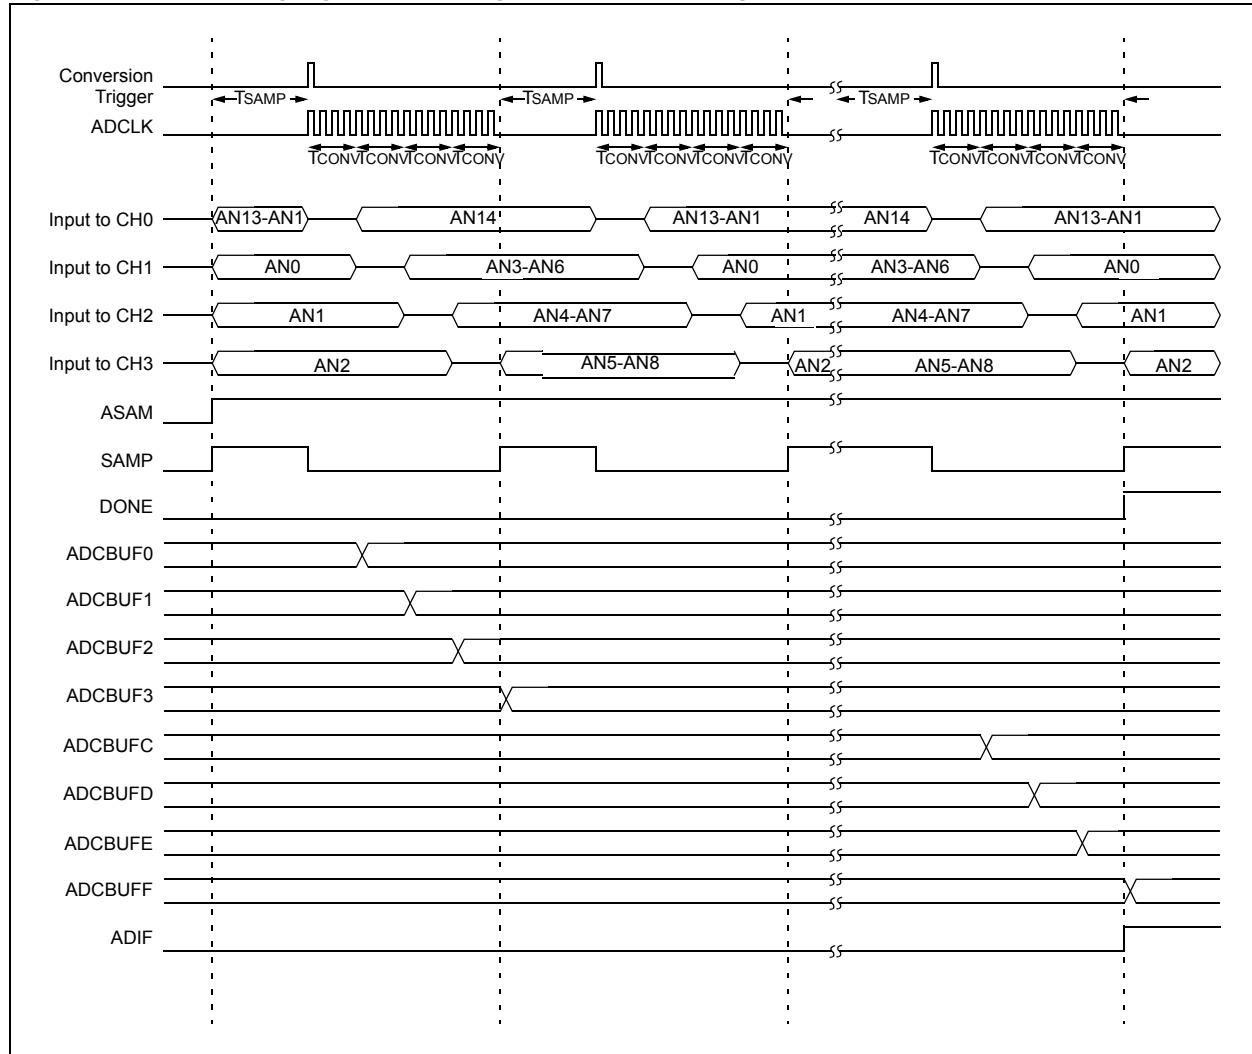 Conversion
Trigger
TSAMP TSAMP TSAMP
ADCLK
TCONV TCONV TCONV TCONV TCONV TCONV TCONV TCONV TCONV TCONV TCONV TCONV
Input to CH0 AN13-AN1 AN14 AN13-AN1 AN14 AN13-AN1
Input to CH1 AN0 AN3-AN6 AN0 AN3-AN6 AN0
Input to CH2 AN1 AN4-AN7 AN1 AN4-AN7 AN1
Input to CH3 AN2 AN5-AN8 AN2 AN5-AN8 AN2
ASAM
SAMP
DONE
ADCBUF0
ADCBUF1
ADCBUF2
ADCBUF3
ADCBUFC
ADCBUFD
ADCBUFE
ADCBUFF
ADIF